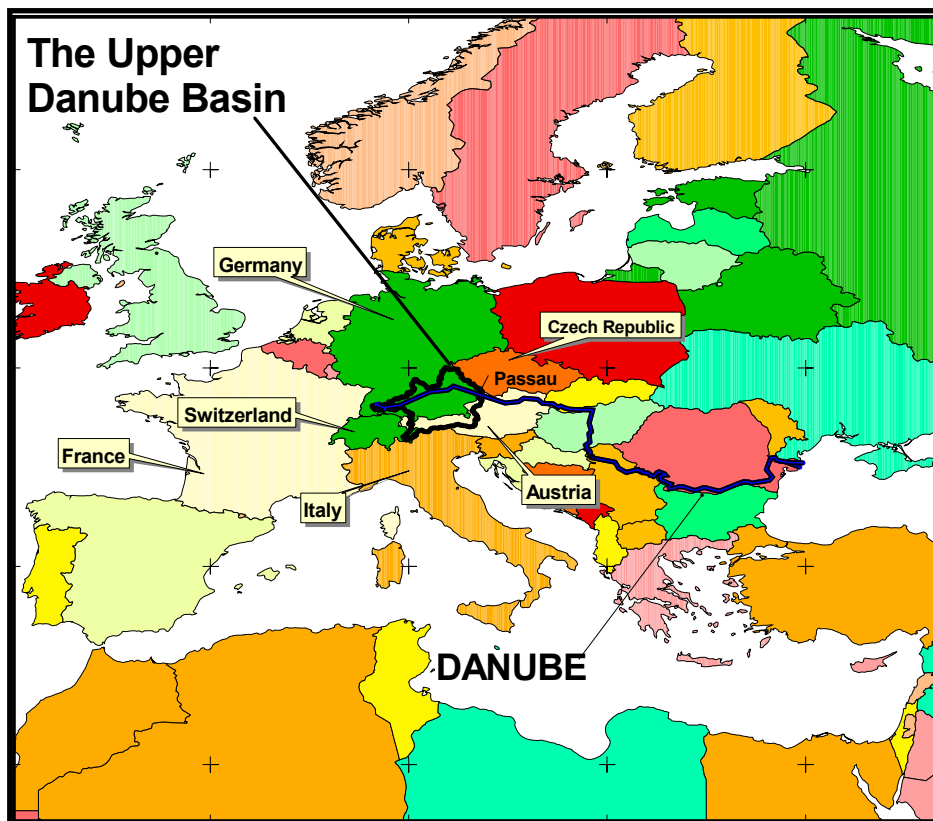 The Upper
Danube Basin
Germany
Czech Republic
Passau
Switzerland
France
Italy
Austria
DANUBE